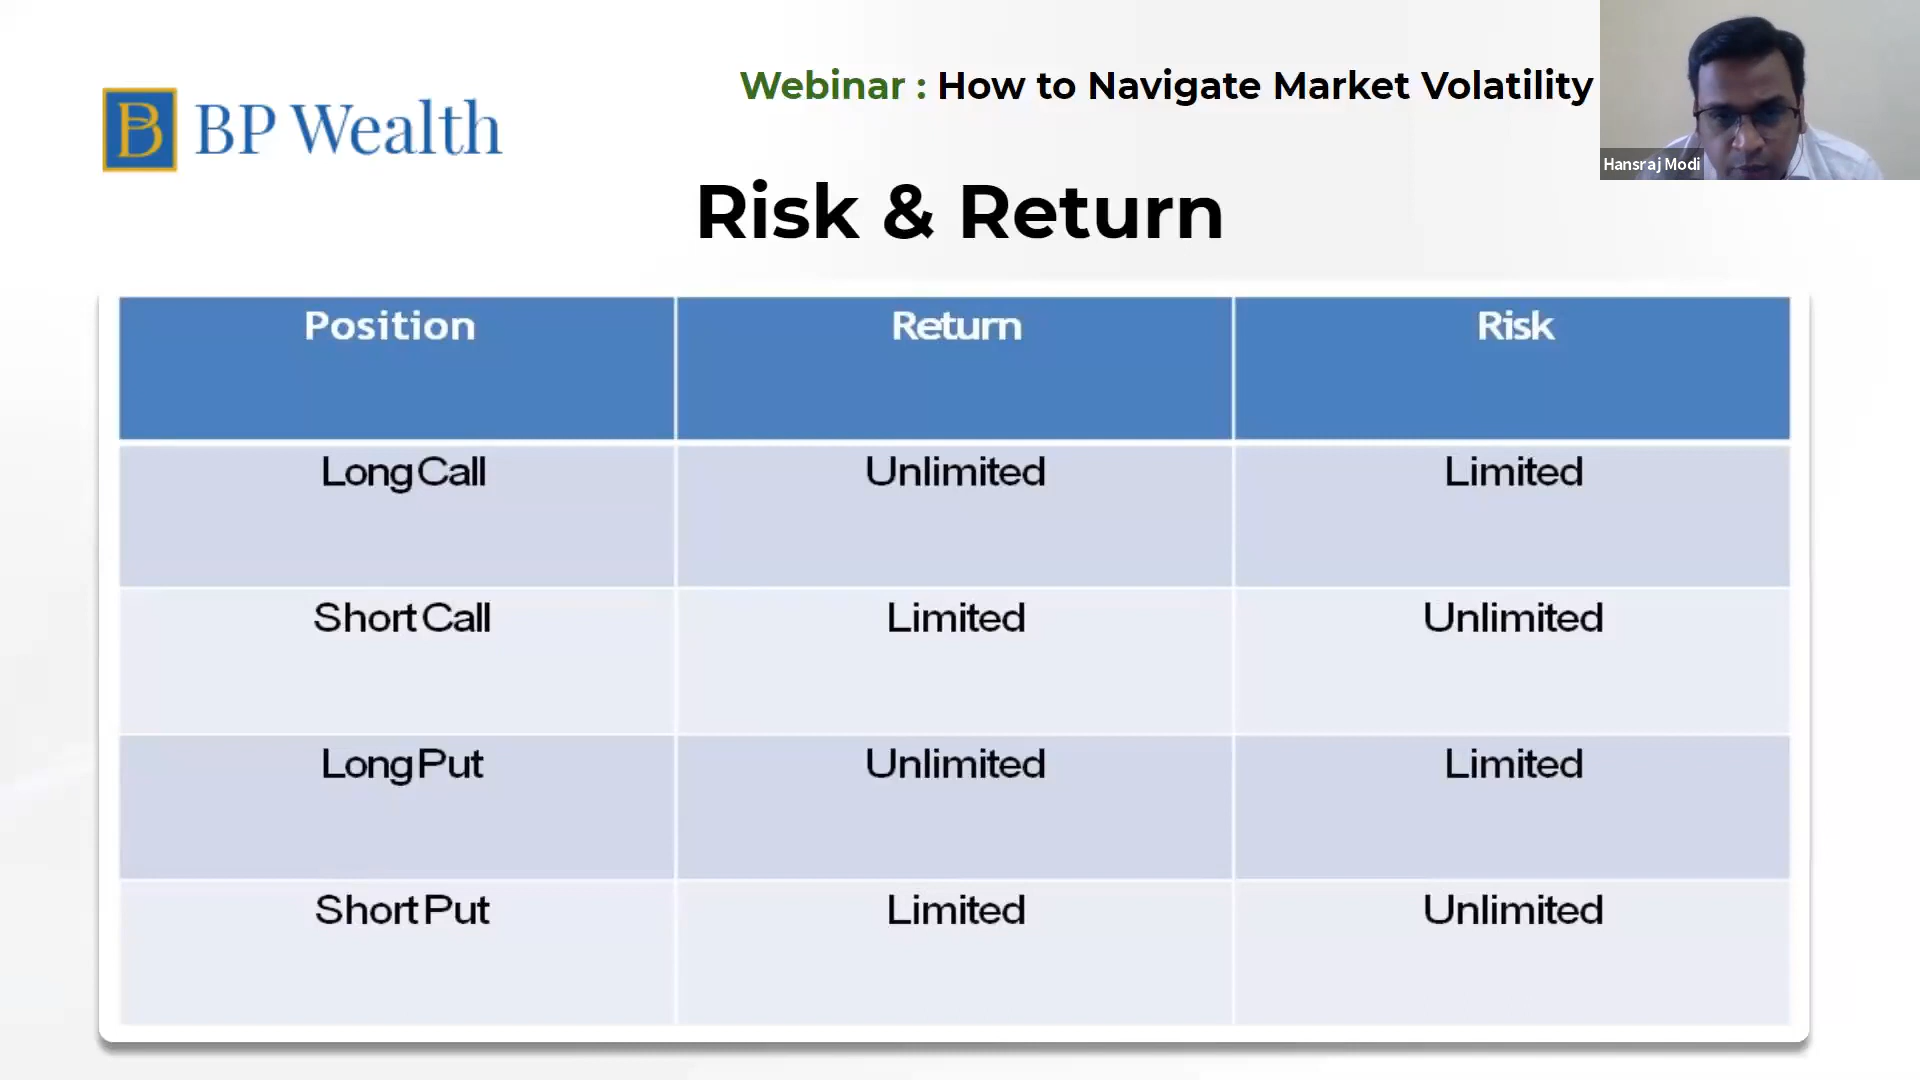 Webinar : How to Navigate Market Volatility
B BP Wealth
Hansraj Modi
Risk & Return
Position Return Risk
Long Call Unlimited Limited
Short Call Limited Unlimited
Long Put Unlimited Limited
Short Put Limited Unlimited